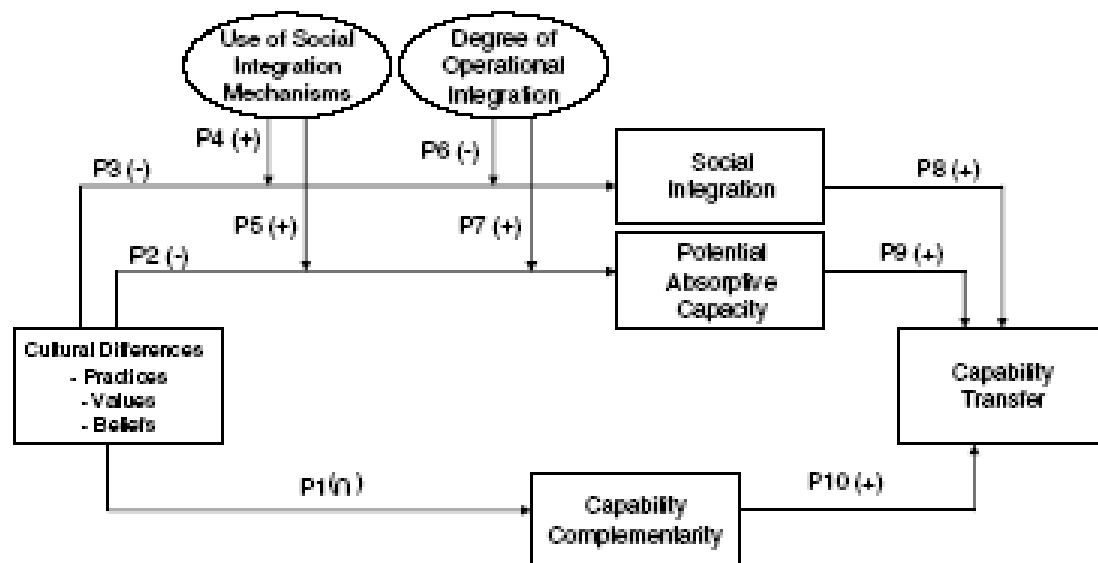 Use of Social
Integration
Mechanisms
Degree of
Operational
Integration
P4 (+)
P6 (-)
P3 (-)
Social
Integration
P8 (+)
P5 (+)
P7 (+)
P2 (-)
Potential
Absorptive
Capacity
P9 (+)
Cultural Differences
- Practices
- Values
- Beliefs
Capability
Transfer
P1(∩)
Capability
Complementarity
P10 (+)